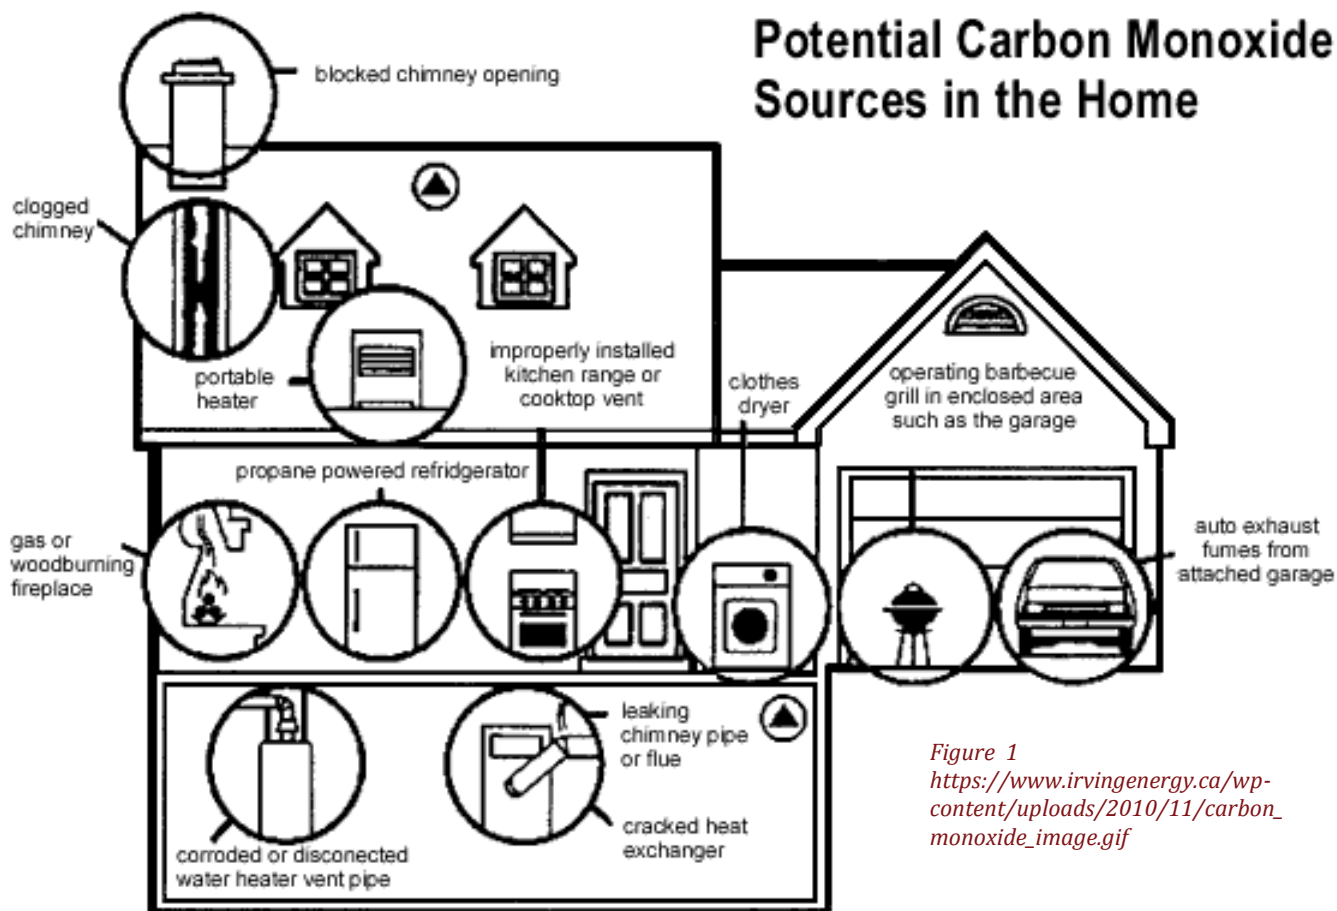 Potential Carbon Monoxide
Sources in the Home
blocked chimney opening
clogged
chimney
portable
heater
improperly installed
kitchen range or
cooktop vent
clothes
dryer
operating barbecue
grill in enclosed area
such as the garage
propane powered refridgerator
gas or
woodburning
fireplace
auto exhaust
fumes from
attached garage
leaking
chimney pipe
or flue
cracked heat
exchanger
corroded or disconected
water heater vent pipe
Figure 1
https://www.irvingenergy.ca/wp-
content/uploads/2010/11/carbon_
monoxide_image.gif